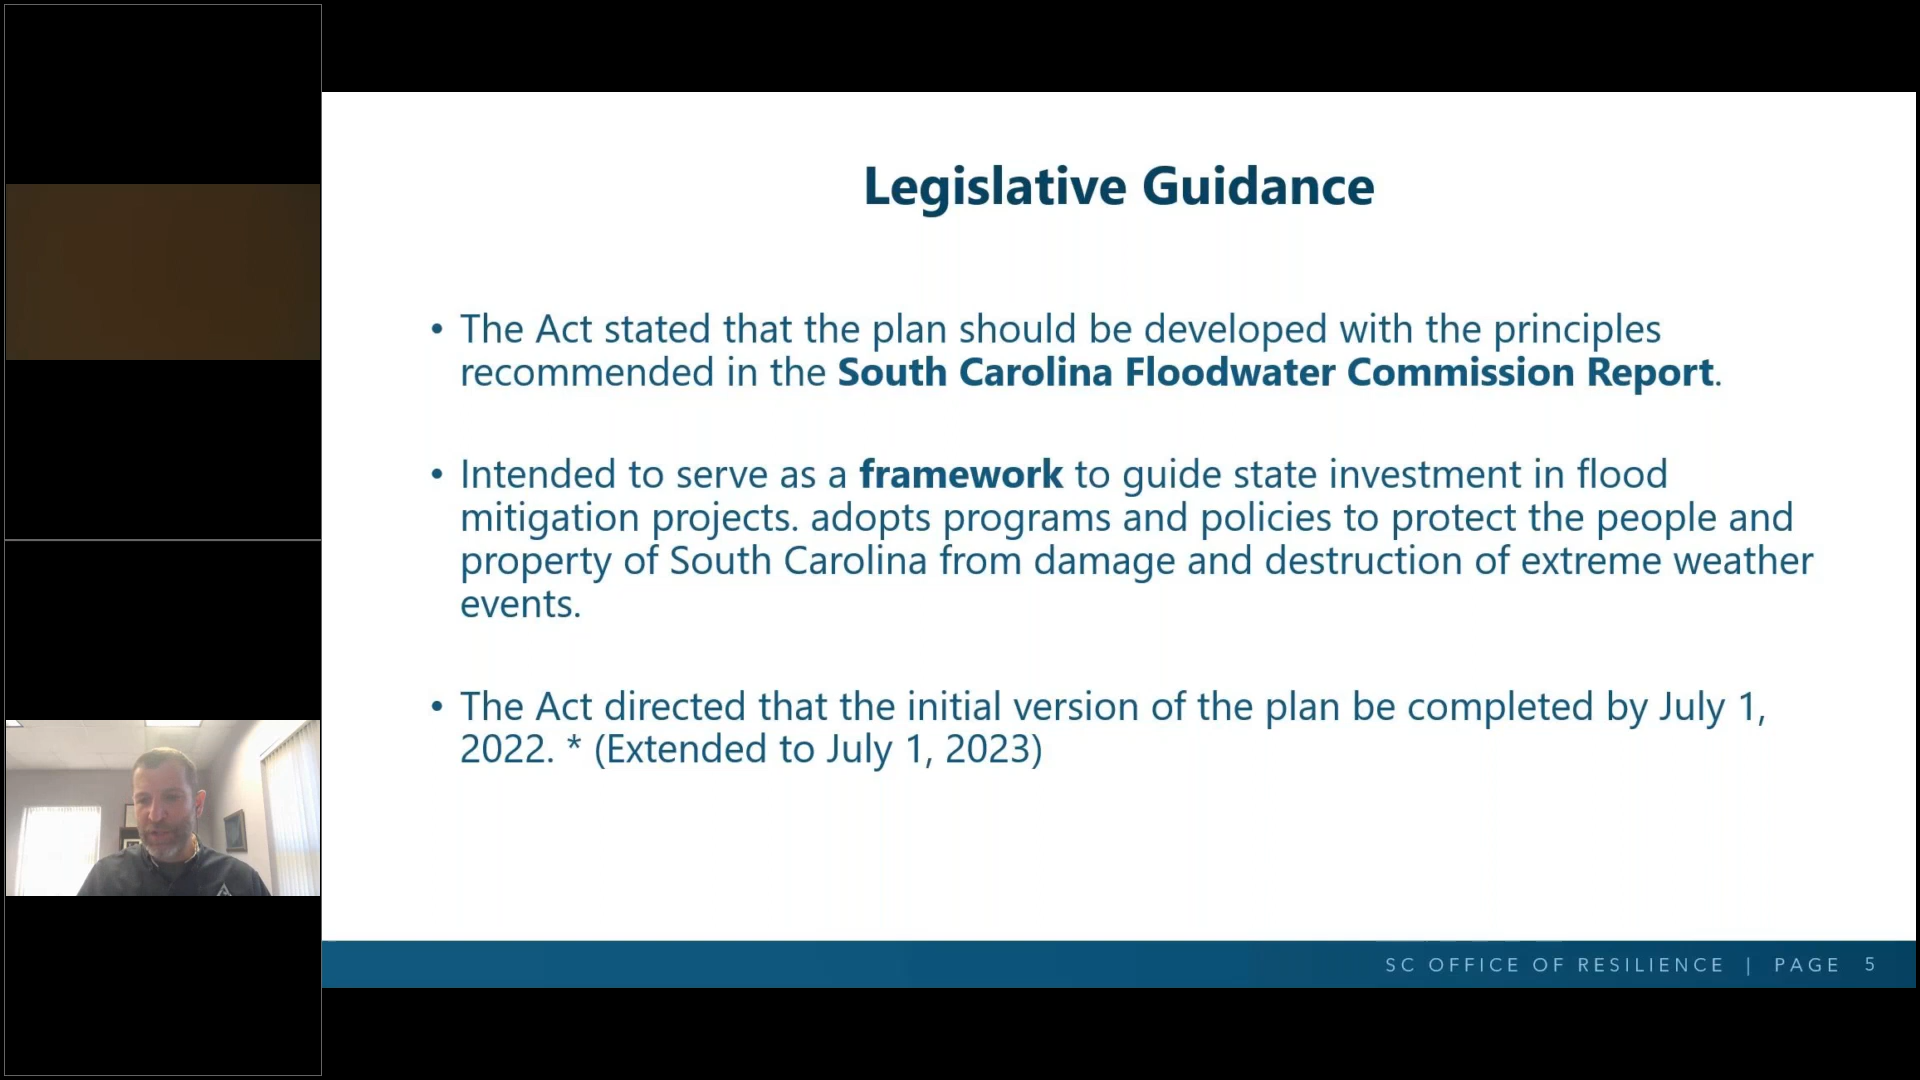 Legislative Guidance
• The Act stated that the plan should be developed with the principles
recommended in the South Carolina Floodwater Commission Report.
• Intended to serve as a framework to guide state investment in flood
mitigation projects. adopts programs and policies to protect the people and
property of South Carolina from damage and destruction of extreme weather
events.
• The Act directed that the initial version of the plan be completed by July 1,
2022. * (Extended to July 1, 2023)
SC OFFICE OF RESILIENCE | PAGE 5